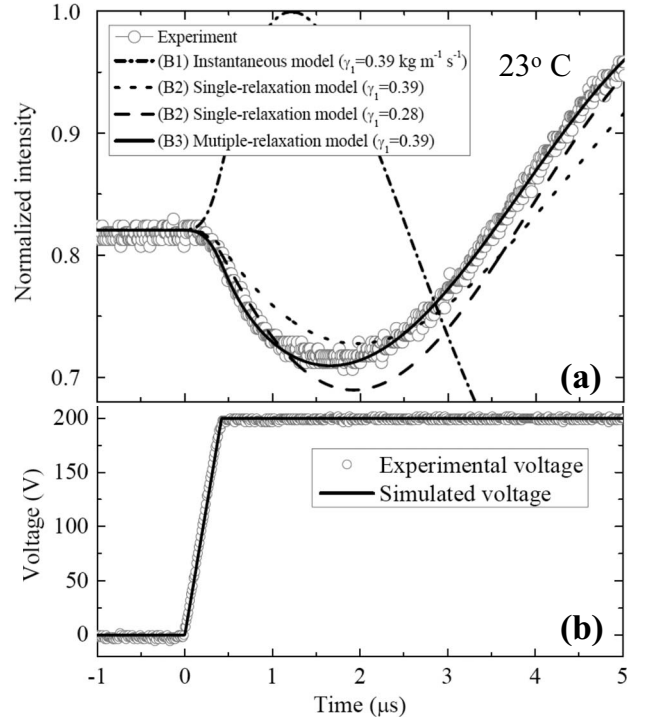 1.0
0.9
0.8
0.7
Normalized intensity
Experiment
(B1) Instantaneous model (γ₁=0.39 kg m⁻¹ s⁻¹)
(B2) Single-relaxation model (γ₁=0.39)
(B2) Single-relaxation model (γ₁=0.28)
(B3) Mutiple-relaxation model (γ₁=0.39)
23° C
(a)
200
150
100
50
0
Voltage (V)
Experimental voltage
Simulated voltage
(b)
-1 0 1 2 3 4 5
Time (μs)